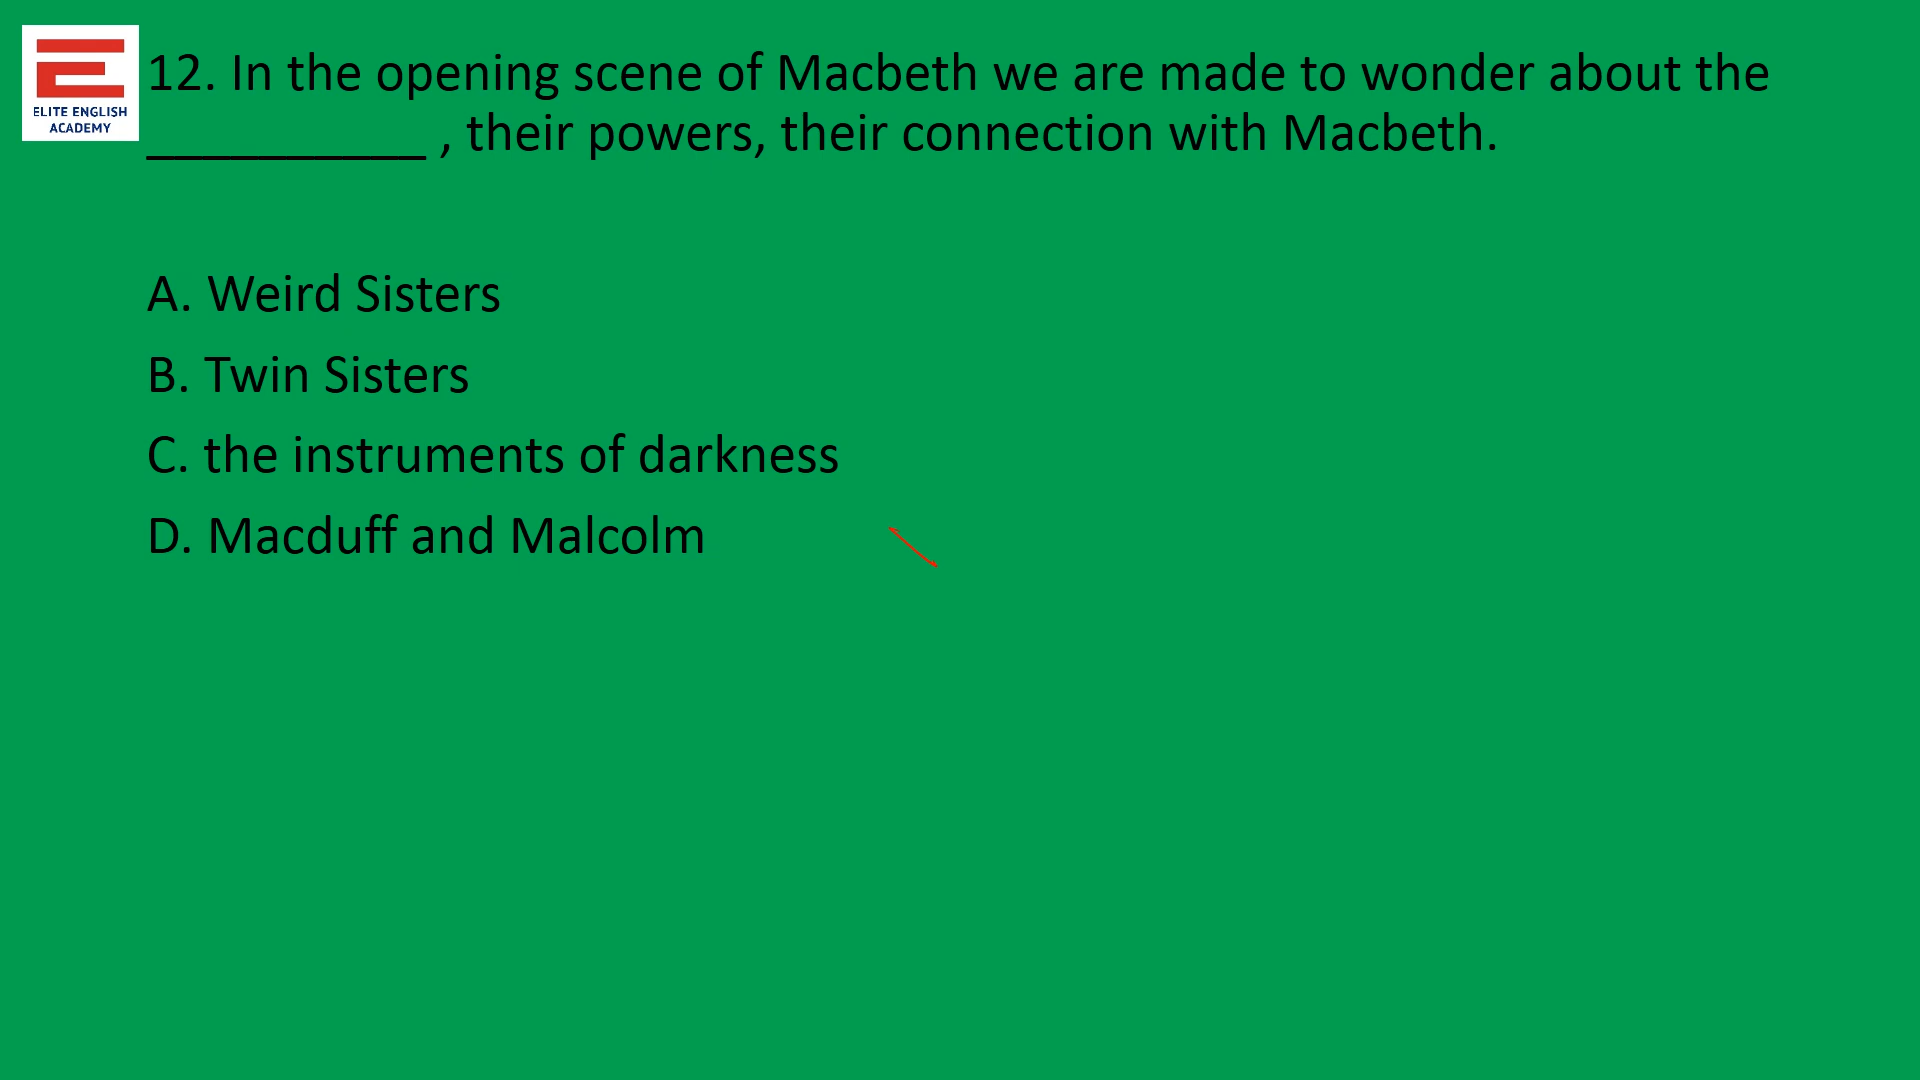 ELITE ENGLISH
ACADEMY
12. In the opening scene of Macbeth we are made to wonder about the
__________ , their powers, their connection with Macbeth.
A. Weird Sisters
B. Twin Sisters
C. the instruments of darkness
D. Macduff and Malcolm